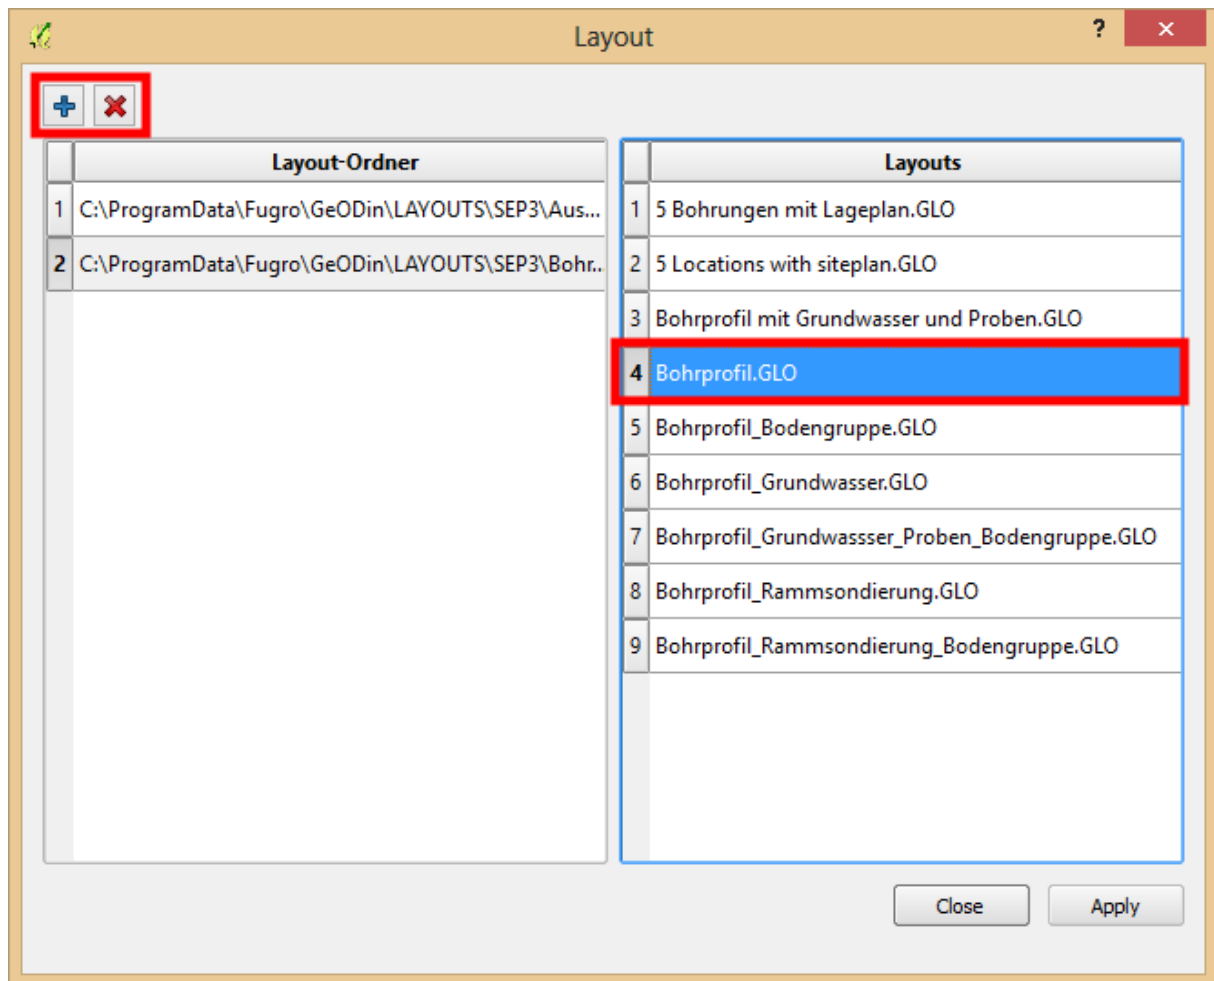 Layout
?
Layout-Ordner
1 C:\ProgramData\Fugro\GeODin\LAYOUTS\SEP3\Aus...
2 C:\ProgramData\Fugro\GeODin\LAYOUTS\SEP3\Bohr...
Layouts
1 5 Bohrungen mit Lageplan.GLO
2 5 Locations with siteplan.GLO
3 Bohrprofil mit Grundwasser und Proben.GLO
4 Bohrprofil.GLO
5 Bohrprofil_Bodengruppe.GLO
6 Bohrprofil_Grundwasser.GLO
7 Bohrprofil_Grundwassser_Proben_Bodengruppe.GLO
8 Bohrprofil_Rammsondierung.GLO
9 Bohrprofil_Rammsondierung_Bodengruppe.GLO
Close Apply